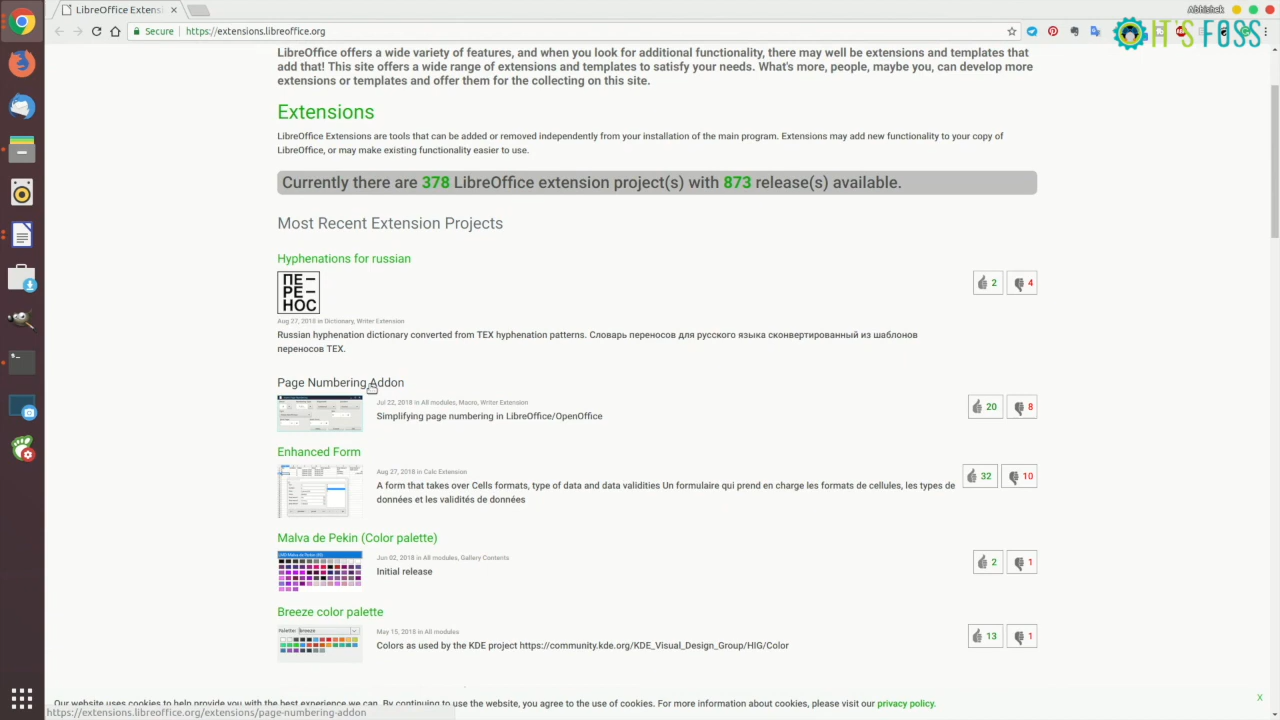 LibreOffice Extensi
Abhishek
Secure
https://extensions.libreoffice.org
IT'S FOSS
LibreOffice offers a wide variety of features, and when you look for additional functionality, there may well be extensions and templates that
add that! This site offers a wide range of extensions and templates to satisfy your needs. What's more, people, maybe you, can develop more
extensions or templates and offer them for the collecting on this site.
Extensions
LibreOffice Extensions are tools that can be added or removed independently from your installation of the main program. Extensions may add new functionality to your copy of
LibreOffice, or may make existing functionality easier to use.
Currently there are 378 LibreOffice extension project(s) with 873 release(s) available.
Most Recent Extension Projects
Hyphenations for russian
ПЕ–
РЕ–
НОС
2
4
Aug 27, 2018 in Dictionary, Writer Extension
Russian hyphenation dictionary converted from TEX hyphenation patterns. Словарь переносов для русского языка сконвертированный из шаблонов
переносов TEX.
Page Numbering Addon
Jul 22, 2018 in All modules, Macro, Writer Extension
20
8
Simplifying page numbering in LibreOffice/OpenOffice
Enhanced Form
Aug 27, 2018 in Calc Extension
32
10
A form that takes over Cells formats, type of data and data validities Un formulaire qui prend en charge les formats de cellules, les types de
données et les validités de données
Malva de Pekin (Color palette)
Jun 02, 2018 in All modules, Gallery Contents
2
1
Initial release
Breeze color palette
Palette: Breeze
May 15, 2018 in All modules
13
1
Colors as used by the KDE project https://community.kde.org/KDE_Visual_Design_Group/HIG/Color
Our website uses cookies to help provide you with the best experience we can. By continuing to use the website, you agree to the use of cookies. For more information about cookies, please visit our privacy policy.
X
https://extensions.libreoffice.org/extensions/page-numbering-addon